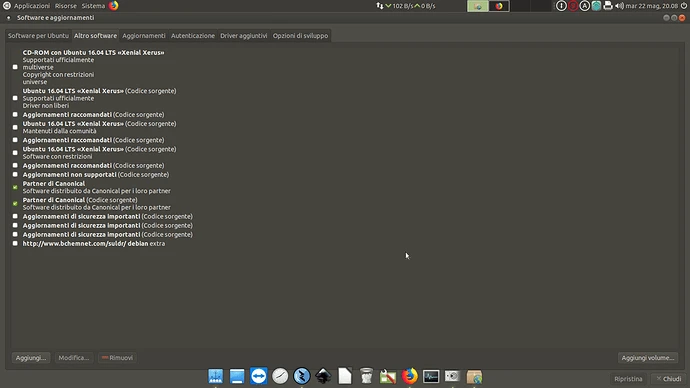 Applicazioni Risorse Sistema
102 B/s 0 B/s
mar 22 mag, 20.08
Software e aggiornamenti
Software per Ubuntu Altro software Aggiornamenti Autenticazione Driver aggiuntivi Opzioni di sviluppo
CD-ROM con Ubuntu 16.04 LTS «Xenial Xerus»
Supportati ufficialmente
multiverse
Copyright con restrizioni
universe
Ubuntu 16.04 LTS «Xenial Xerus» (Codice sorgente)
Supportati ufficialmente
Driver non liberi
Aggiornamenti raccomandati (Codice sorgente)
Ubuntu 16.04 LTS «Xenial Xerus» (Codice sorgente)
Mantenuti dalla comunità
Aggiornamenti raccomandati (Codice sorgente)
Ubuntu 16.04 LTS «Xenial Xerus» (Codice sorgente)
Software con restrizioni
Aggiornamenti raccomandati (Codice sorgente)
Aggiornamenti non supportati (Codice sorgente)
Partner di Canonical
Software distribuito da Canonical per i loro partner
Partner di Canonical (Codice sorgente)
Software distribuito da Canonical per i loro partner
Aggiornamenti di sicurezza importanti (Codice sorgente)
Aggiornamenti di sicurezza importanti (Codice sorgente)
Aggiornamenti di sicurezza importanti (Codice sorgente)
http://www.bchemnet.com/suldr/ debian extra
Aggiungi... Modifica... Rimuovi Aggiungi volume...
Ripristina Chiudi